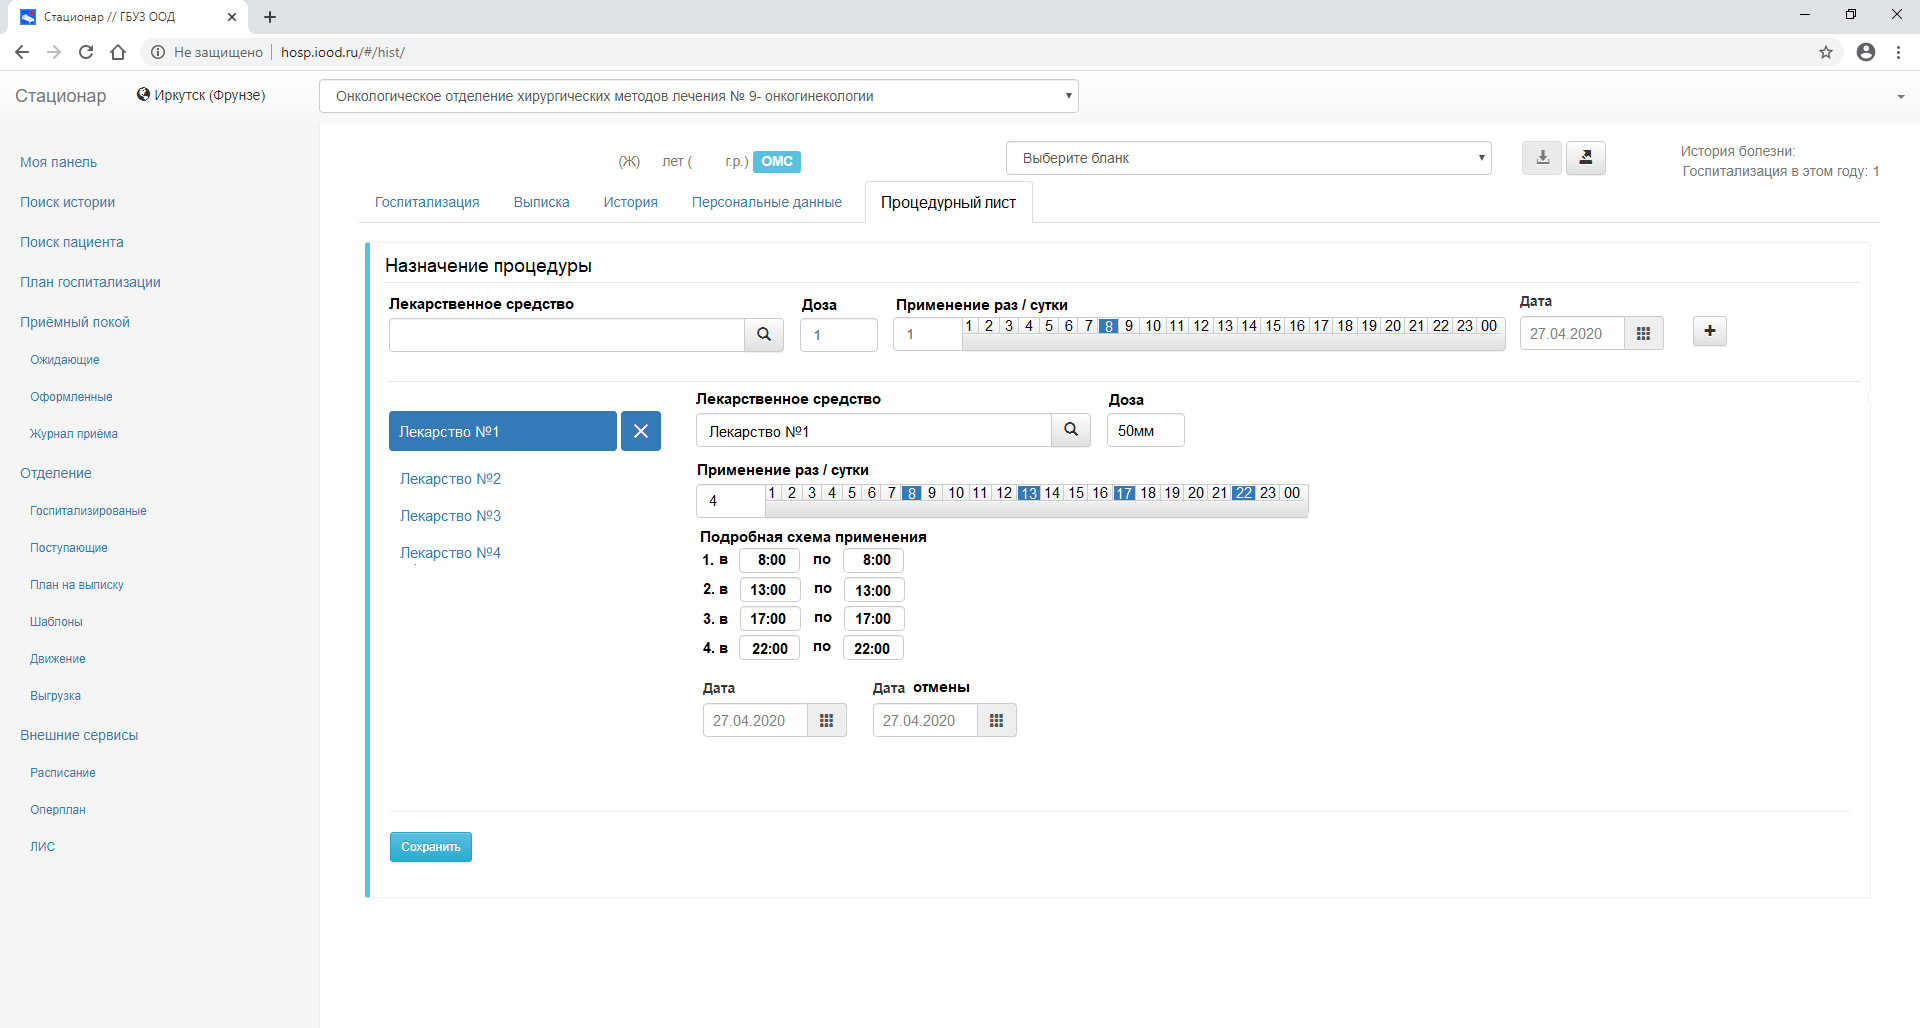 Стационар // ГБУЗ ООД
Не защищено hosp.iood.ru/#/hist/
Стационар Иркутск (Фрунзе) Онкологическое отделение хирургических методов лечения № 9- онкогинекологии
Моя панель
Поиск истории
Поиск пациента
План госпитализации
Приёмный покой
Ожидающие
Оформленные
Журнал приёма
Отделение
Госпитализированые
Поступающие
План на выписку
Шаблоны
Движение
Выгрузка
Внешние сервисы
Расписание
Оперплан
ЛИС
(Ж) лет ( г.р.) ОМС
Выберите бланк
История болезни:
Госпитализация в этом году: 1
Госпитализация Выписка История Персональные данные Процедурный лист
Назначение процедуры
Лекарственное средство Доза Применение раз / сутки Дата
1 1 1 2 3 4 5 6 7 8 9 10 11 12 13 14 15 16 17 18 19 20 21 22 23 00 27.04.2020
Лекарство №1
Лекарство №2
Лекарство №3
Лекарство №4
Лекарственное средство Доза
Лекарство №1 50мм
Применение раз / сутки
4 1 2 3 4 5 6 7 8 9 10 11 12 13 14 15 16 17 18 19 20 21 22 23 00
Подробная схема применения
1. в 8:00 по 8:00
2. в 13:00 по 13:00
3. в 17:00 по 17:00
4. в 22:00 по 22:00
Дата Дата отмены
27.04.2020 27.04.2020
Сохранить